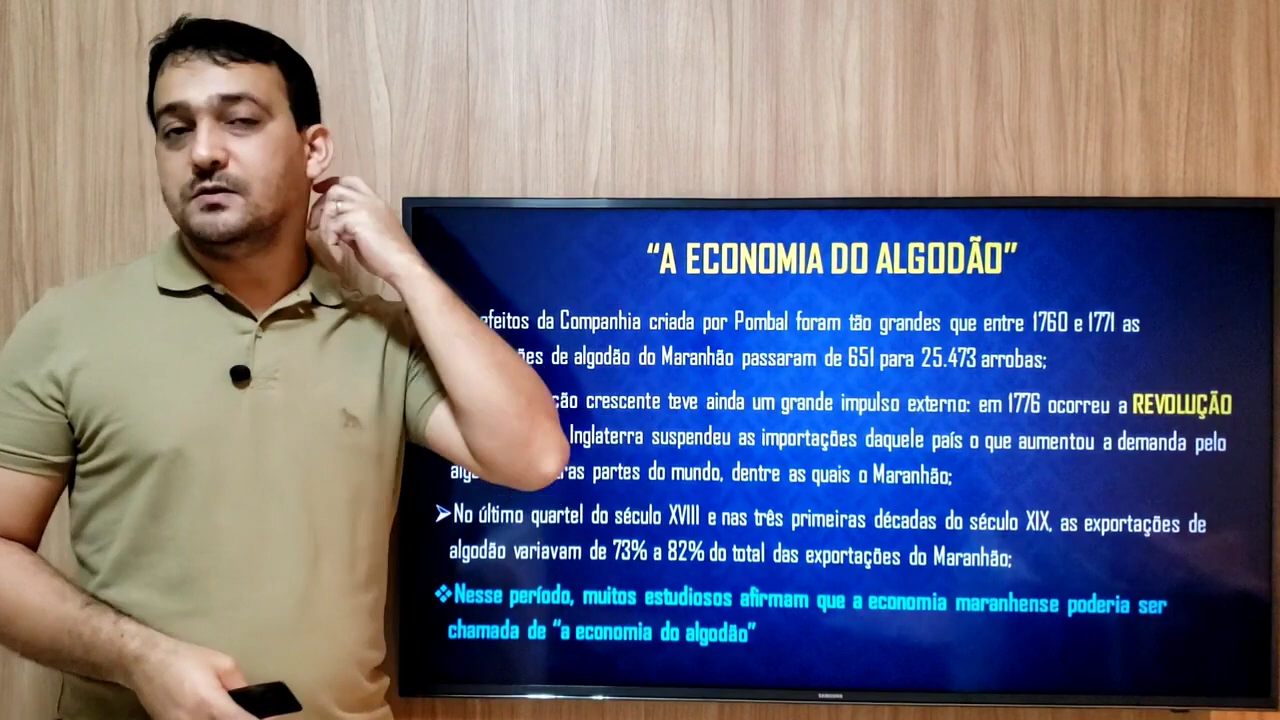 “A ECONOMIA DO ALGODÃO”
efeitos da Companhia criada por Pombal foram tão grandes que entre 1760 e 1771 as
de algodão do Maranhão passaram de 651 para 25.473 arrobas;
crescente teve ainda um grande impulso externo: em 1776 ocorreu a REVOLUÇÃO
Inglaterra suspendeu as importações daquele país o que aumentou a demanda pelo
partes do mundo, dentre as quais o Maranhão;
➢No último quartel do século XVIII e nas três primeiras décadas do século XIX, as exportações de
algodão variavam de 73% a 82% do total das exportações do Maranhão;
❖Nesse período, muitos estudiosos afirmam que a economia maranhense poderia ser
chamada de “a economia do algodão”
SAMSUNG